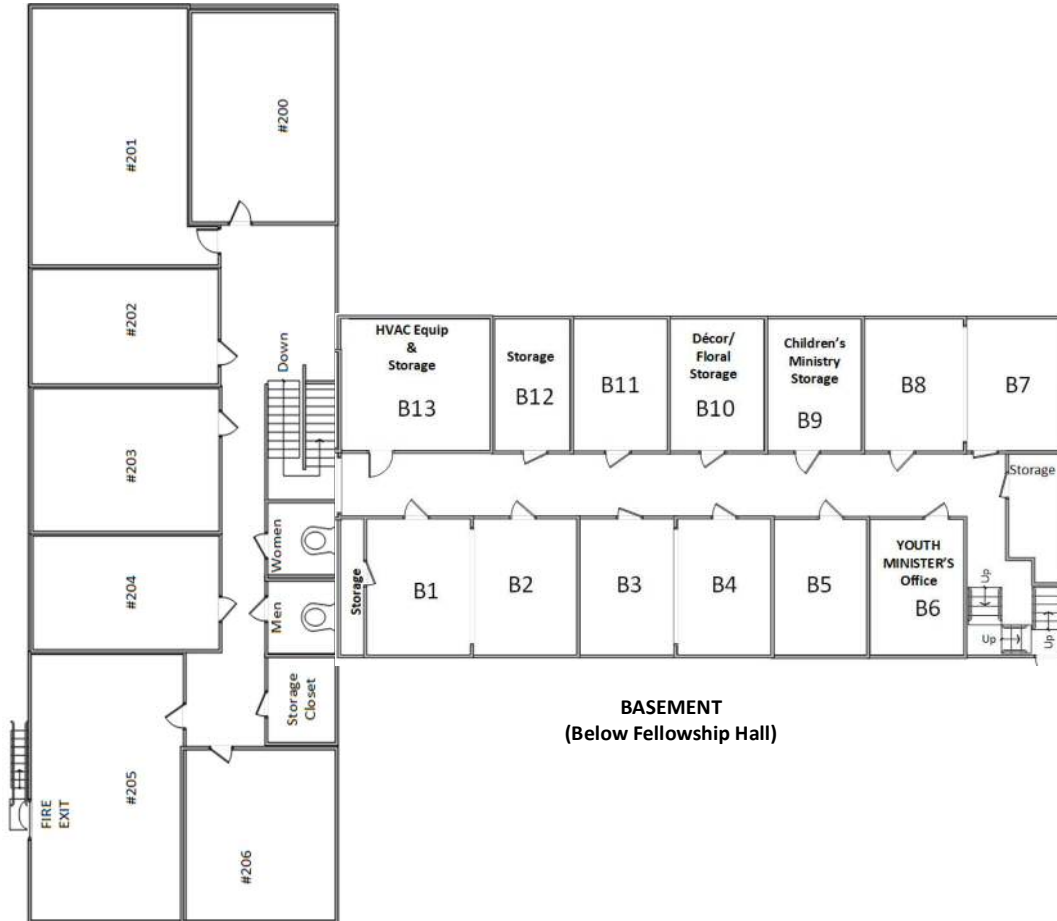 #200
#201
#202
Down
#203
Women
#204
Men
Storage
Closet
#205
FIRE
EXIT
#206
HVAC Equip
&
Storage
B13
Storage
B12
B11
Décor/
Floral
Storage
B10
Children's
Ministry
Storage
B9
B8
B7
Storage
Storage
B1
B2
B3
B4
B5
YOUTH
MINISTER'S
Office
B6
Up
Up
Up
BASEMENT
(Below Fellowship Hall)